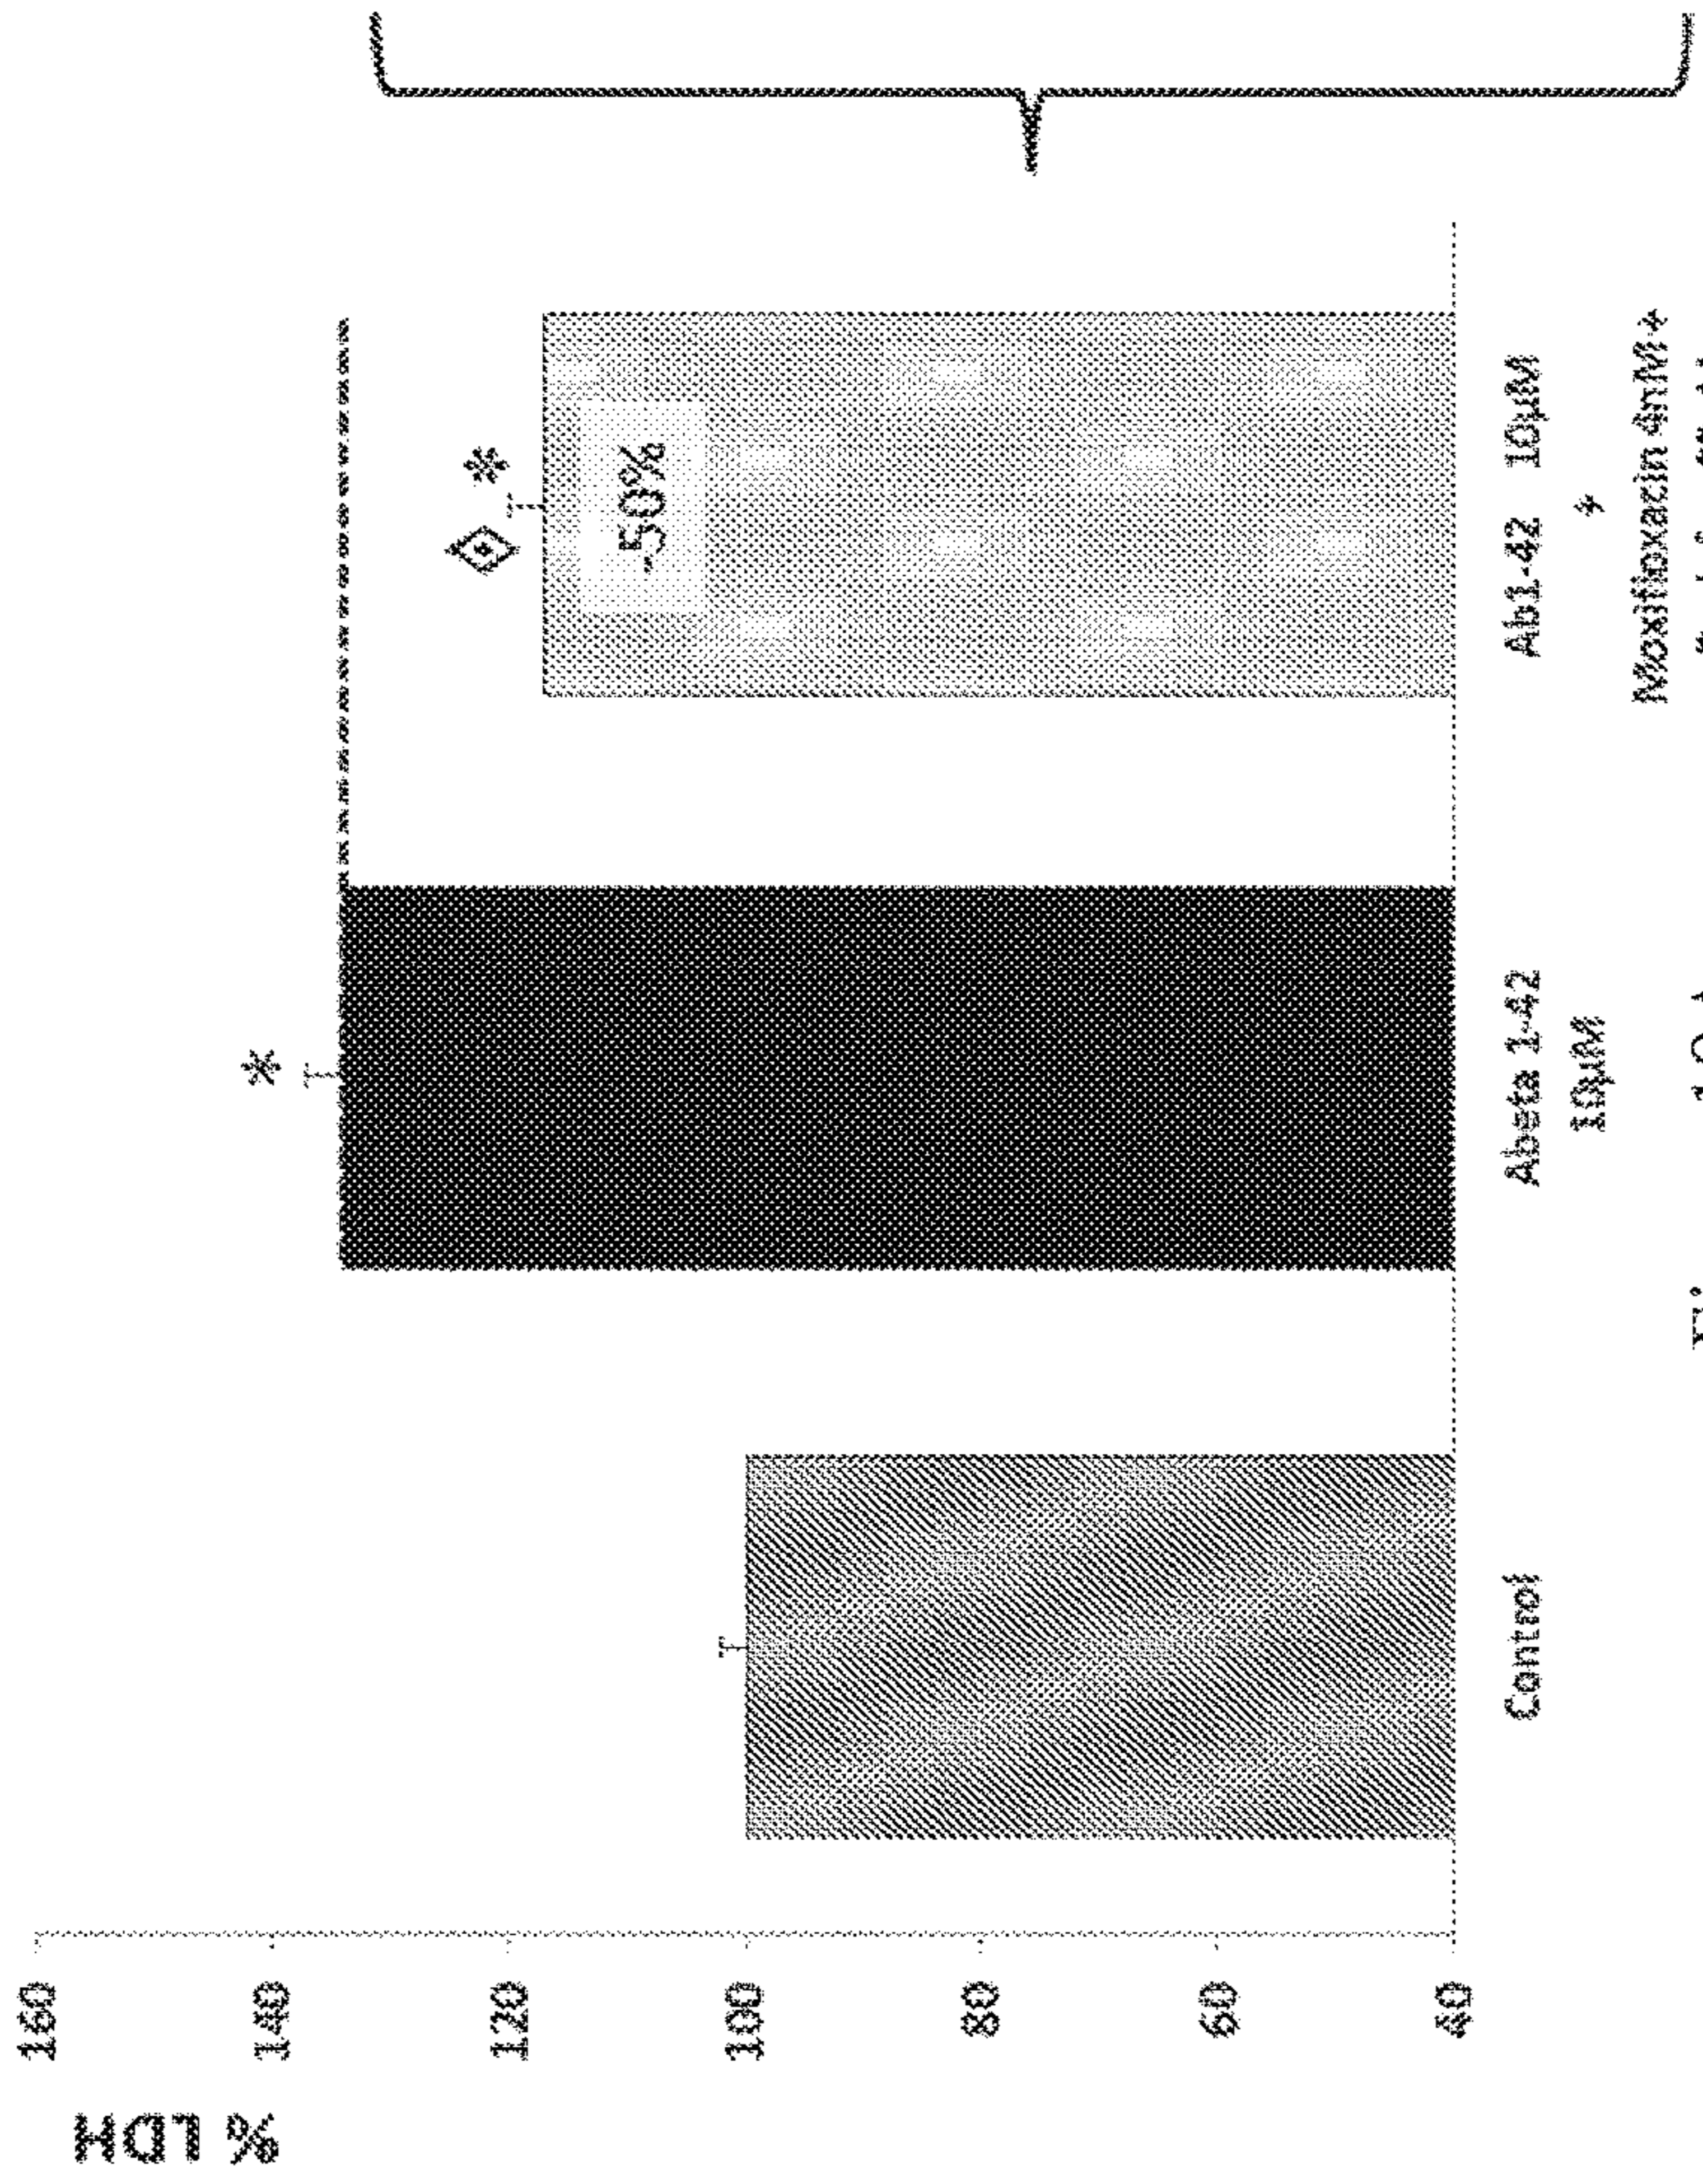 % LDH
160
140
120
100
80
60
40
*
*
-50%
Control
Abeta 1-42
10µM
Ab1-42 10µM
+
Moxifloxacin 4nM +